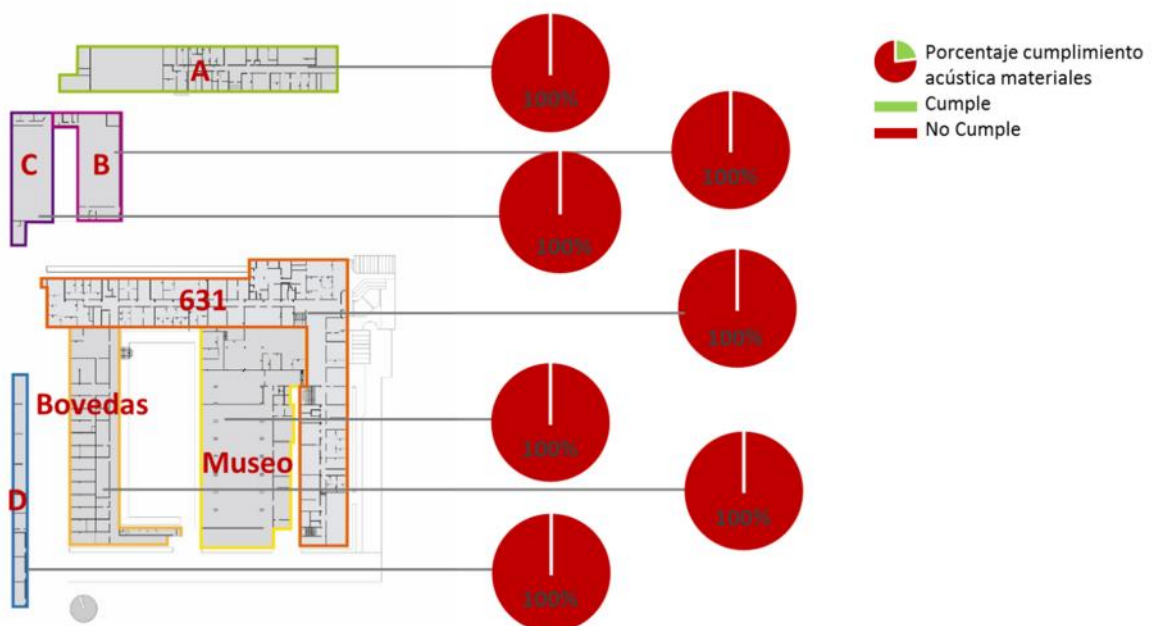 A
100%
Porcentaje cumplimiento
acústica materiales
Cumple
No Cumple
C
B
100%
100%
631
100%
Bovedas
Museo
100%
D
100%
100%